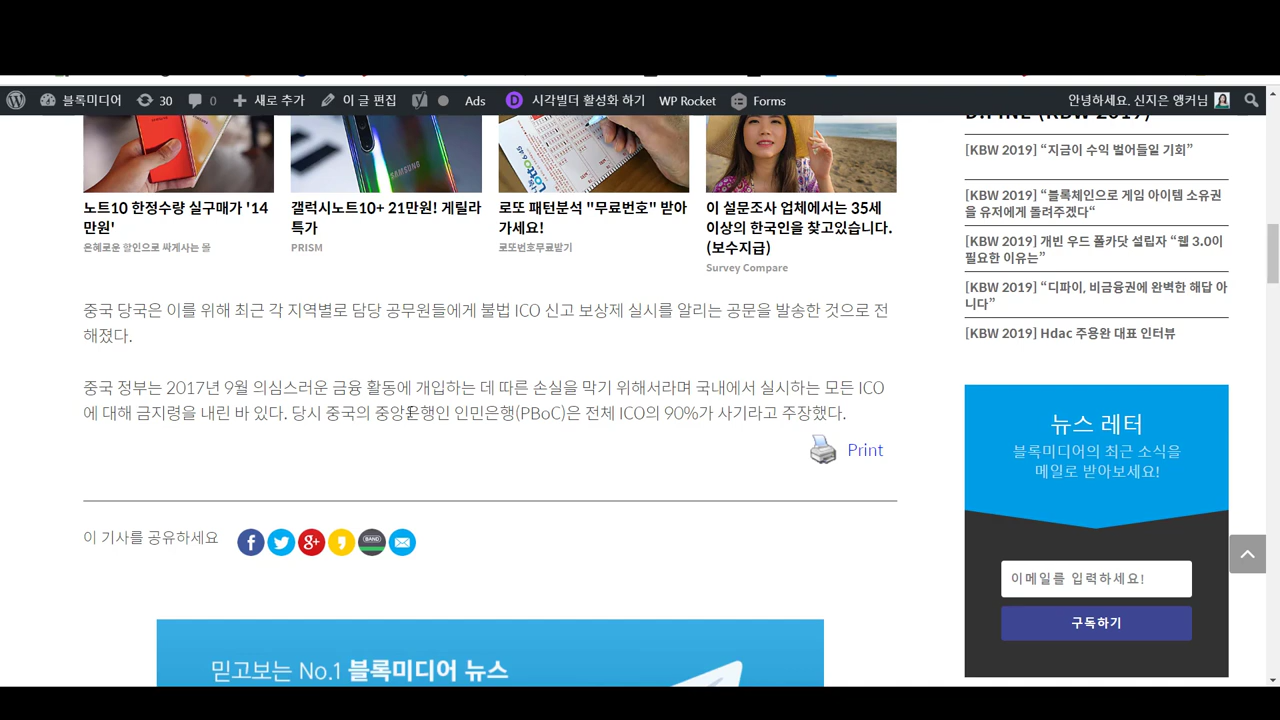 블록미디어 30 0 새로 추가 이 글 편집 Ads 시각빌더 활성화 하기 WP Rocket Forms 안녕하세요. 신지은 앵커님
D.FINE (KBW 2019)
[KBW 2019] “지금이 수익 벌어들일 기회”
[KBW 2019] “블록체인으로 게임 아이템 소유권
을 유저에게 돌려주겠다“
[KBW 2019] 개빈 우드 폴카닷 설립자 “웹 3.0이
필요한 이유는”
[KBW 2019] “디파이, 비금융권에 완벽한 해답 아
니다”
[KBW 2019] Hdac 주용완 대표 인터뷰
SAMSUNG
Lotto 6/45
노트10 한정수량 실구매가 '14
만원'
은혜로운 할인으로 싸게사는 몰
갤럭시노트10+ 21만원! 게릴라
특가
PRISM
로또 패턴분석 "무료번호" 받아
가세요!
로또번호무료받기
이 설문조사 업체에서는 35세
이상의 한국인을 찾고있습니다.
(보수지급)
Survey Compare
중국 당국은 이를 위해 최근 각 지역별로 담당 공무원들에게 불법 ICO 신고 보상제 실시를 알리는 공문을 발송한 것으로 전
해졌다.
중국 정부는 2017년 9월 의심스러운 금융 활동에 개입하는 데 따른 손실을 막기 위해서라며 국내에서 실시하는 모든 ICO
에 대해 금지령을 내린 바 있다. 당시 중국의 중앙은행인 인민은행(PBoC)은 전체 ICO의 90%가 사기라고 주장했다.
Print
이 기사를 공유하세요
BAND
믿고보는 No.1 블록미디어 뉴스
뉴스 레터
블록미디어의 최근 소식을
메일로 받아보세요!
이메일를 입력하세요!
구독하기